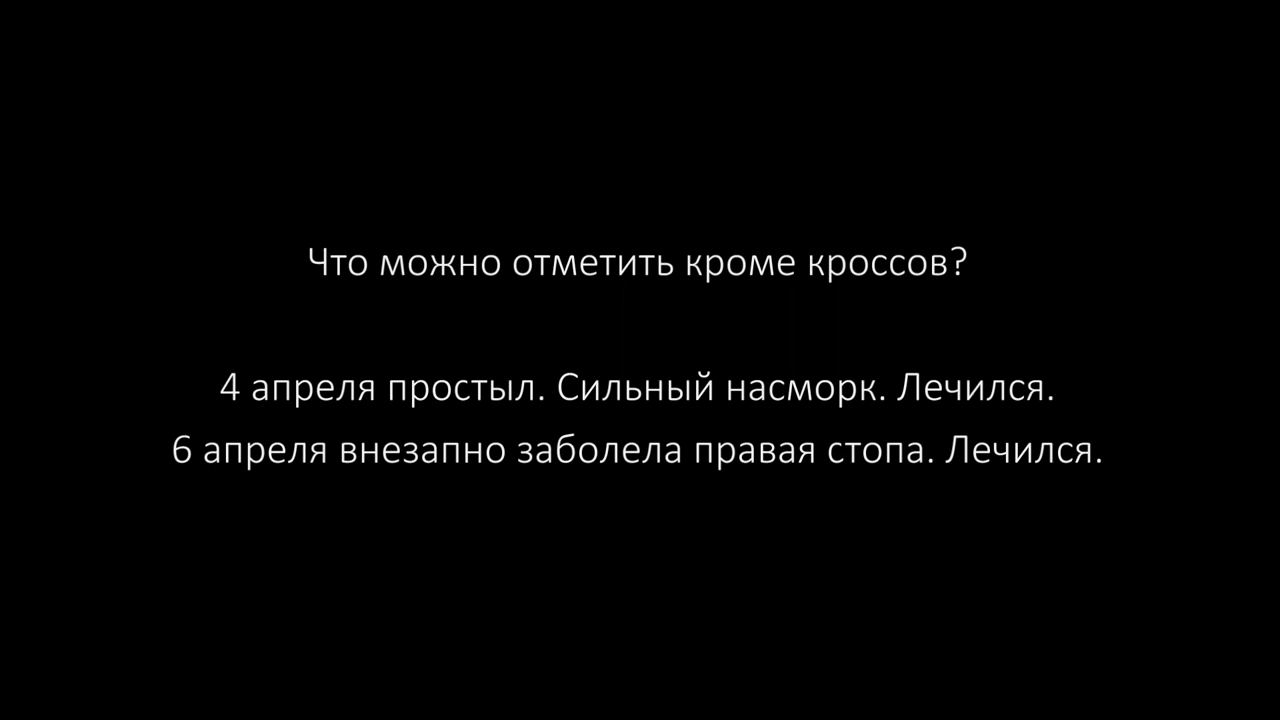 Что можно отметить кроме кроссов?
4 апреля простыл. Сильный насморк. Лечился.
6 апреля внезапно заболела правая стопа. Лечился.